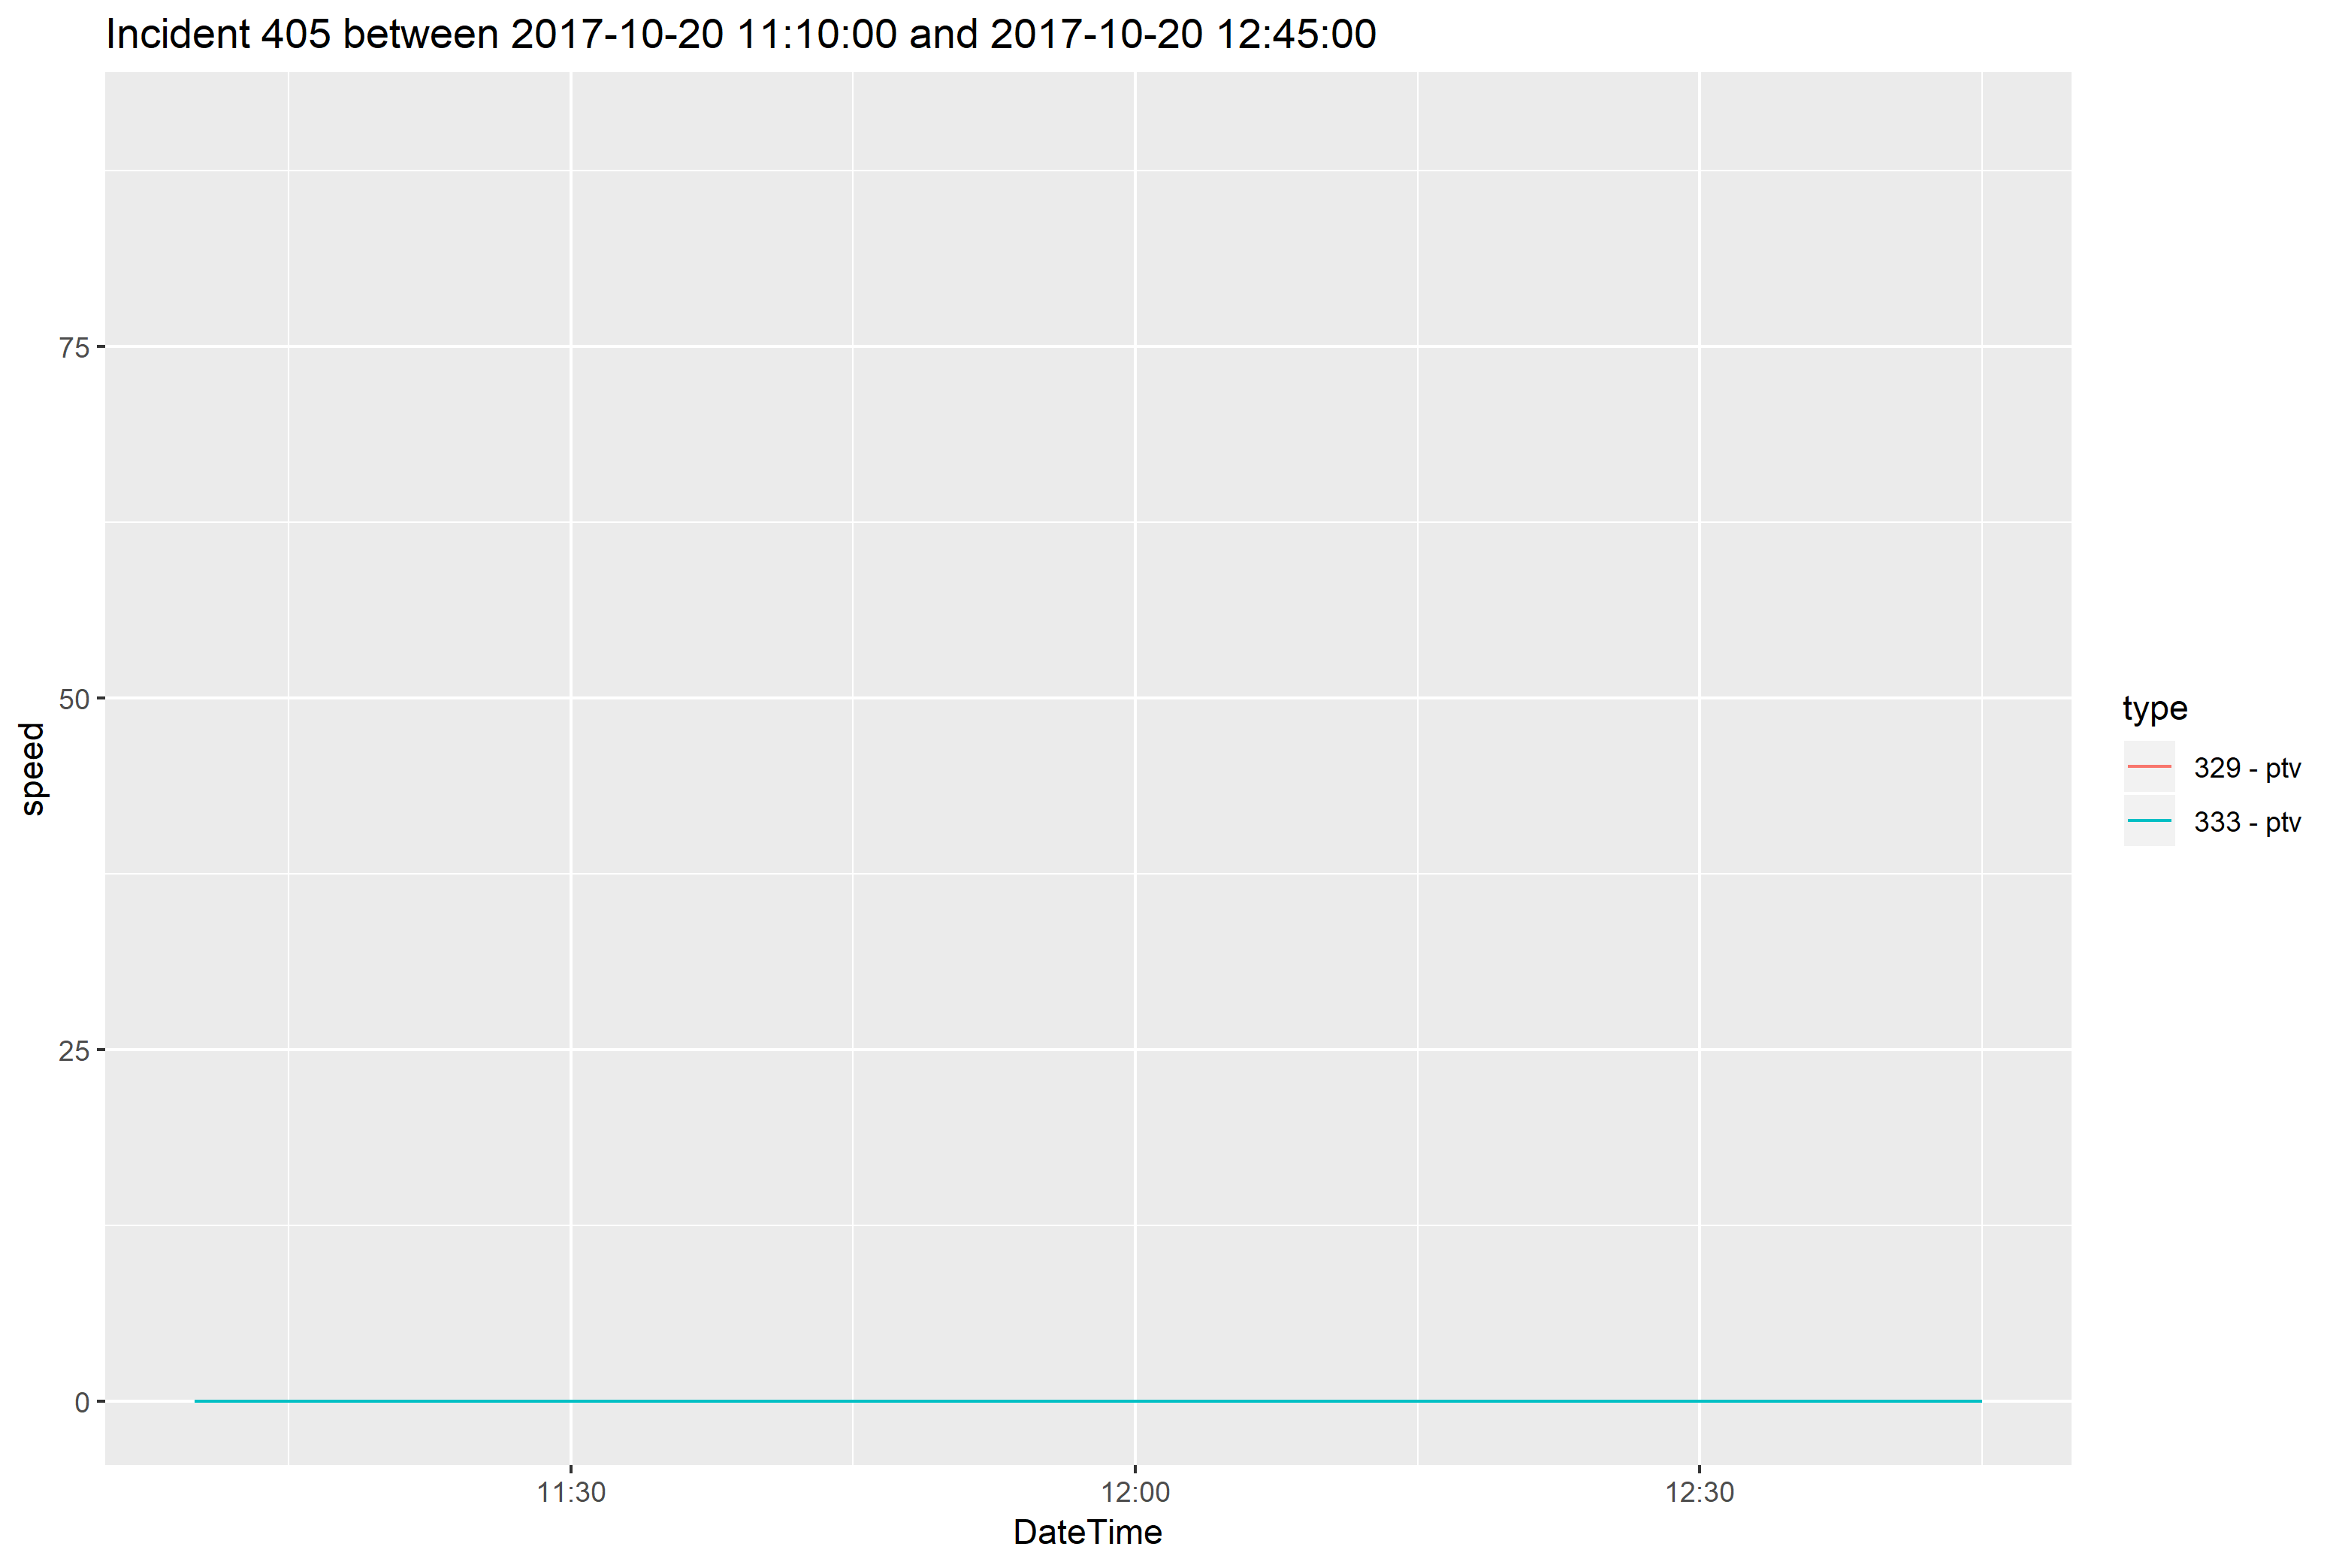 Incident 405 between 2017-10-20 11:10:00 and 2017-10-20 12:45:00
75
50
25
0
speed
11:30 12:00 12:30
DateTime
type
329 - ptv
333 - ptv